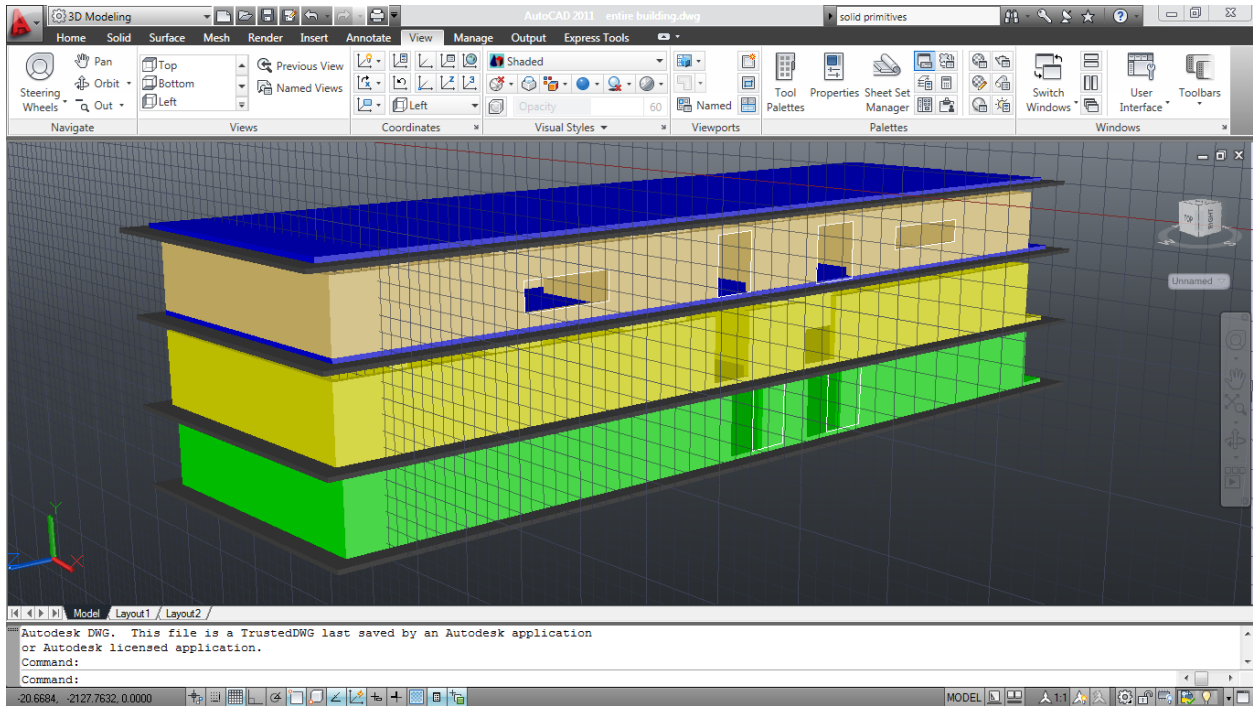 3D Modeling AutoCAD 2011 entire building.dwg solid primitives
Home Solid Surface Mesh Render Insert Annotate View Manage Output Express Tools
Steering Wheels
Pan
Orbit
Out
Top
Bottom
Left
Previous View
Named Views
Left
Shaded
Opacity 60
Named
Tool Palettes
Properties
Sheet Set Manager
Switch Windows
User Interface
Toolbars
Navigate Views Coordinates Visual Styles Viewports Palettes Windows
TOP RIGHT
Unnamed
Y
Z X
Model Layout1 Layout2
Autodesk DWG. This file is a TrustedDWG last saved by an Autodesk application
or Autodesk licensed application.
Command:
Command:
-20.6684, -2127.7632, 0.0000 MODEL 1:1